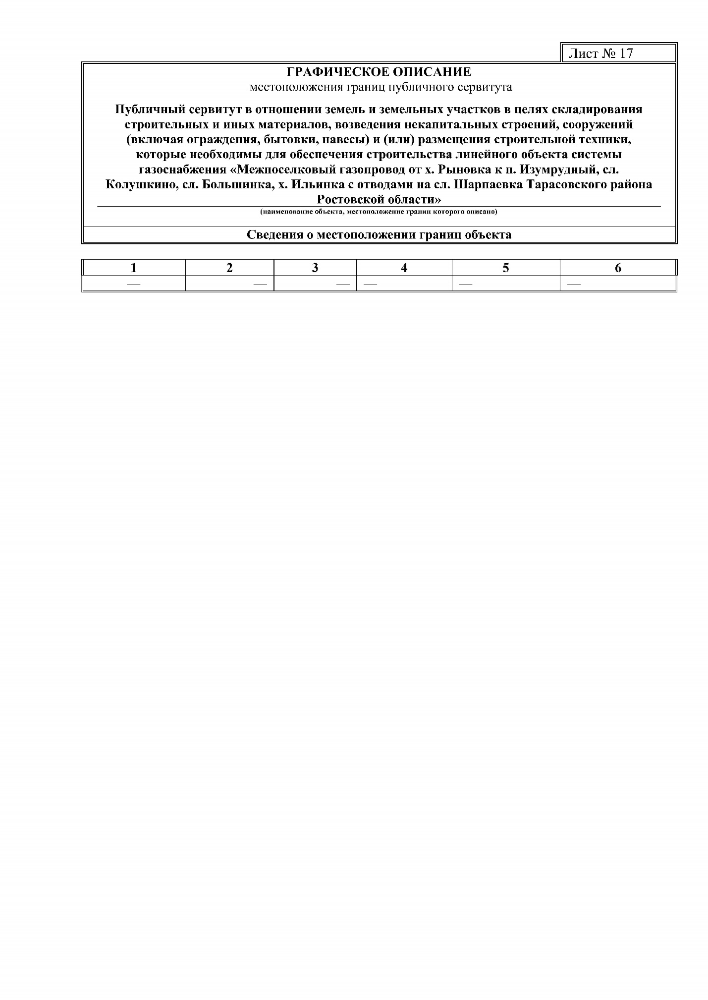 Лист № 17
ГРАФИЧЕСКОЕ ОПИСАНИЕ
местоположения границ публичного сервитута
Публичный сервитут в отношении земель и земельных участков в целях складирования
строительных и иных материалов, возведения некапитальных строений, сооружений
(включая ограждения, бытовки, навесы) и (или) размещения строительной техники,
которые необходимы для обеспечения строительства линейного объекта системы
газоснабжения «Межпоселковый газопровод от х. Рыновка к п. Изумрудный, сл.
Колушкино, сл. Большинка, х. Ильинка с отводами на сл. Шарпаевка Тарасовского района
Ростовской области»
(наименование объекта, местоположение границ которого описано)
Сведения о местоположении границ объекта
1 2 3 4 5 6
— — — — — —